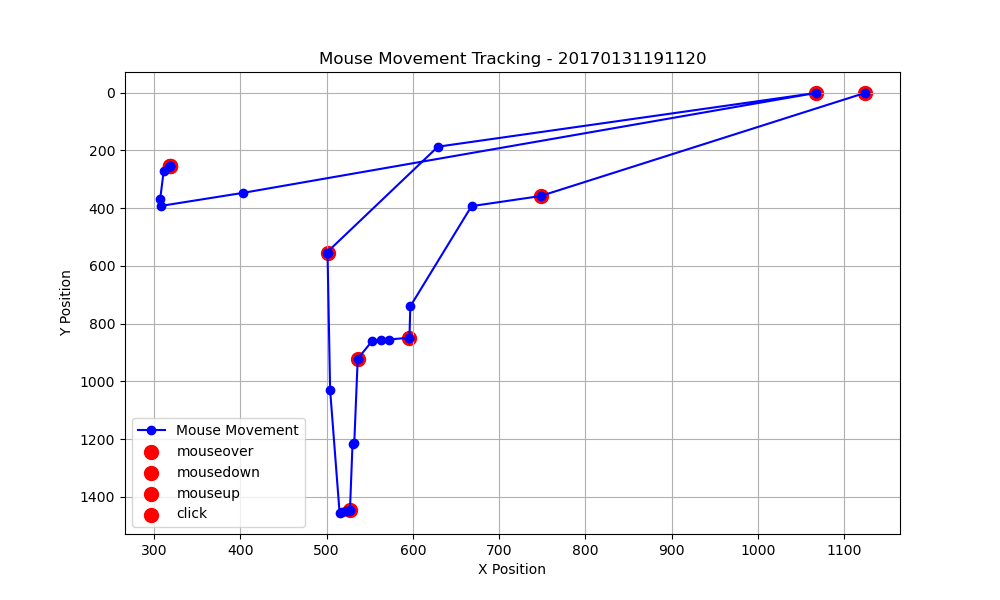 Mouse Movement Tracking - 20170131191120
0
200
400
600
800
1000
1200
1400
Y Position
Mouse Movement
mouseover
mousedown
mouseup
click
300 400 500 600 700 800 900 1000 1100
X Position